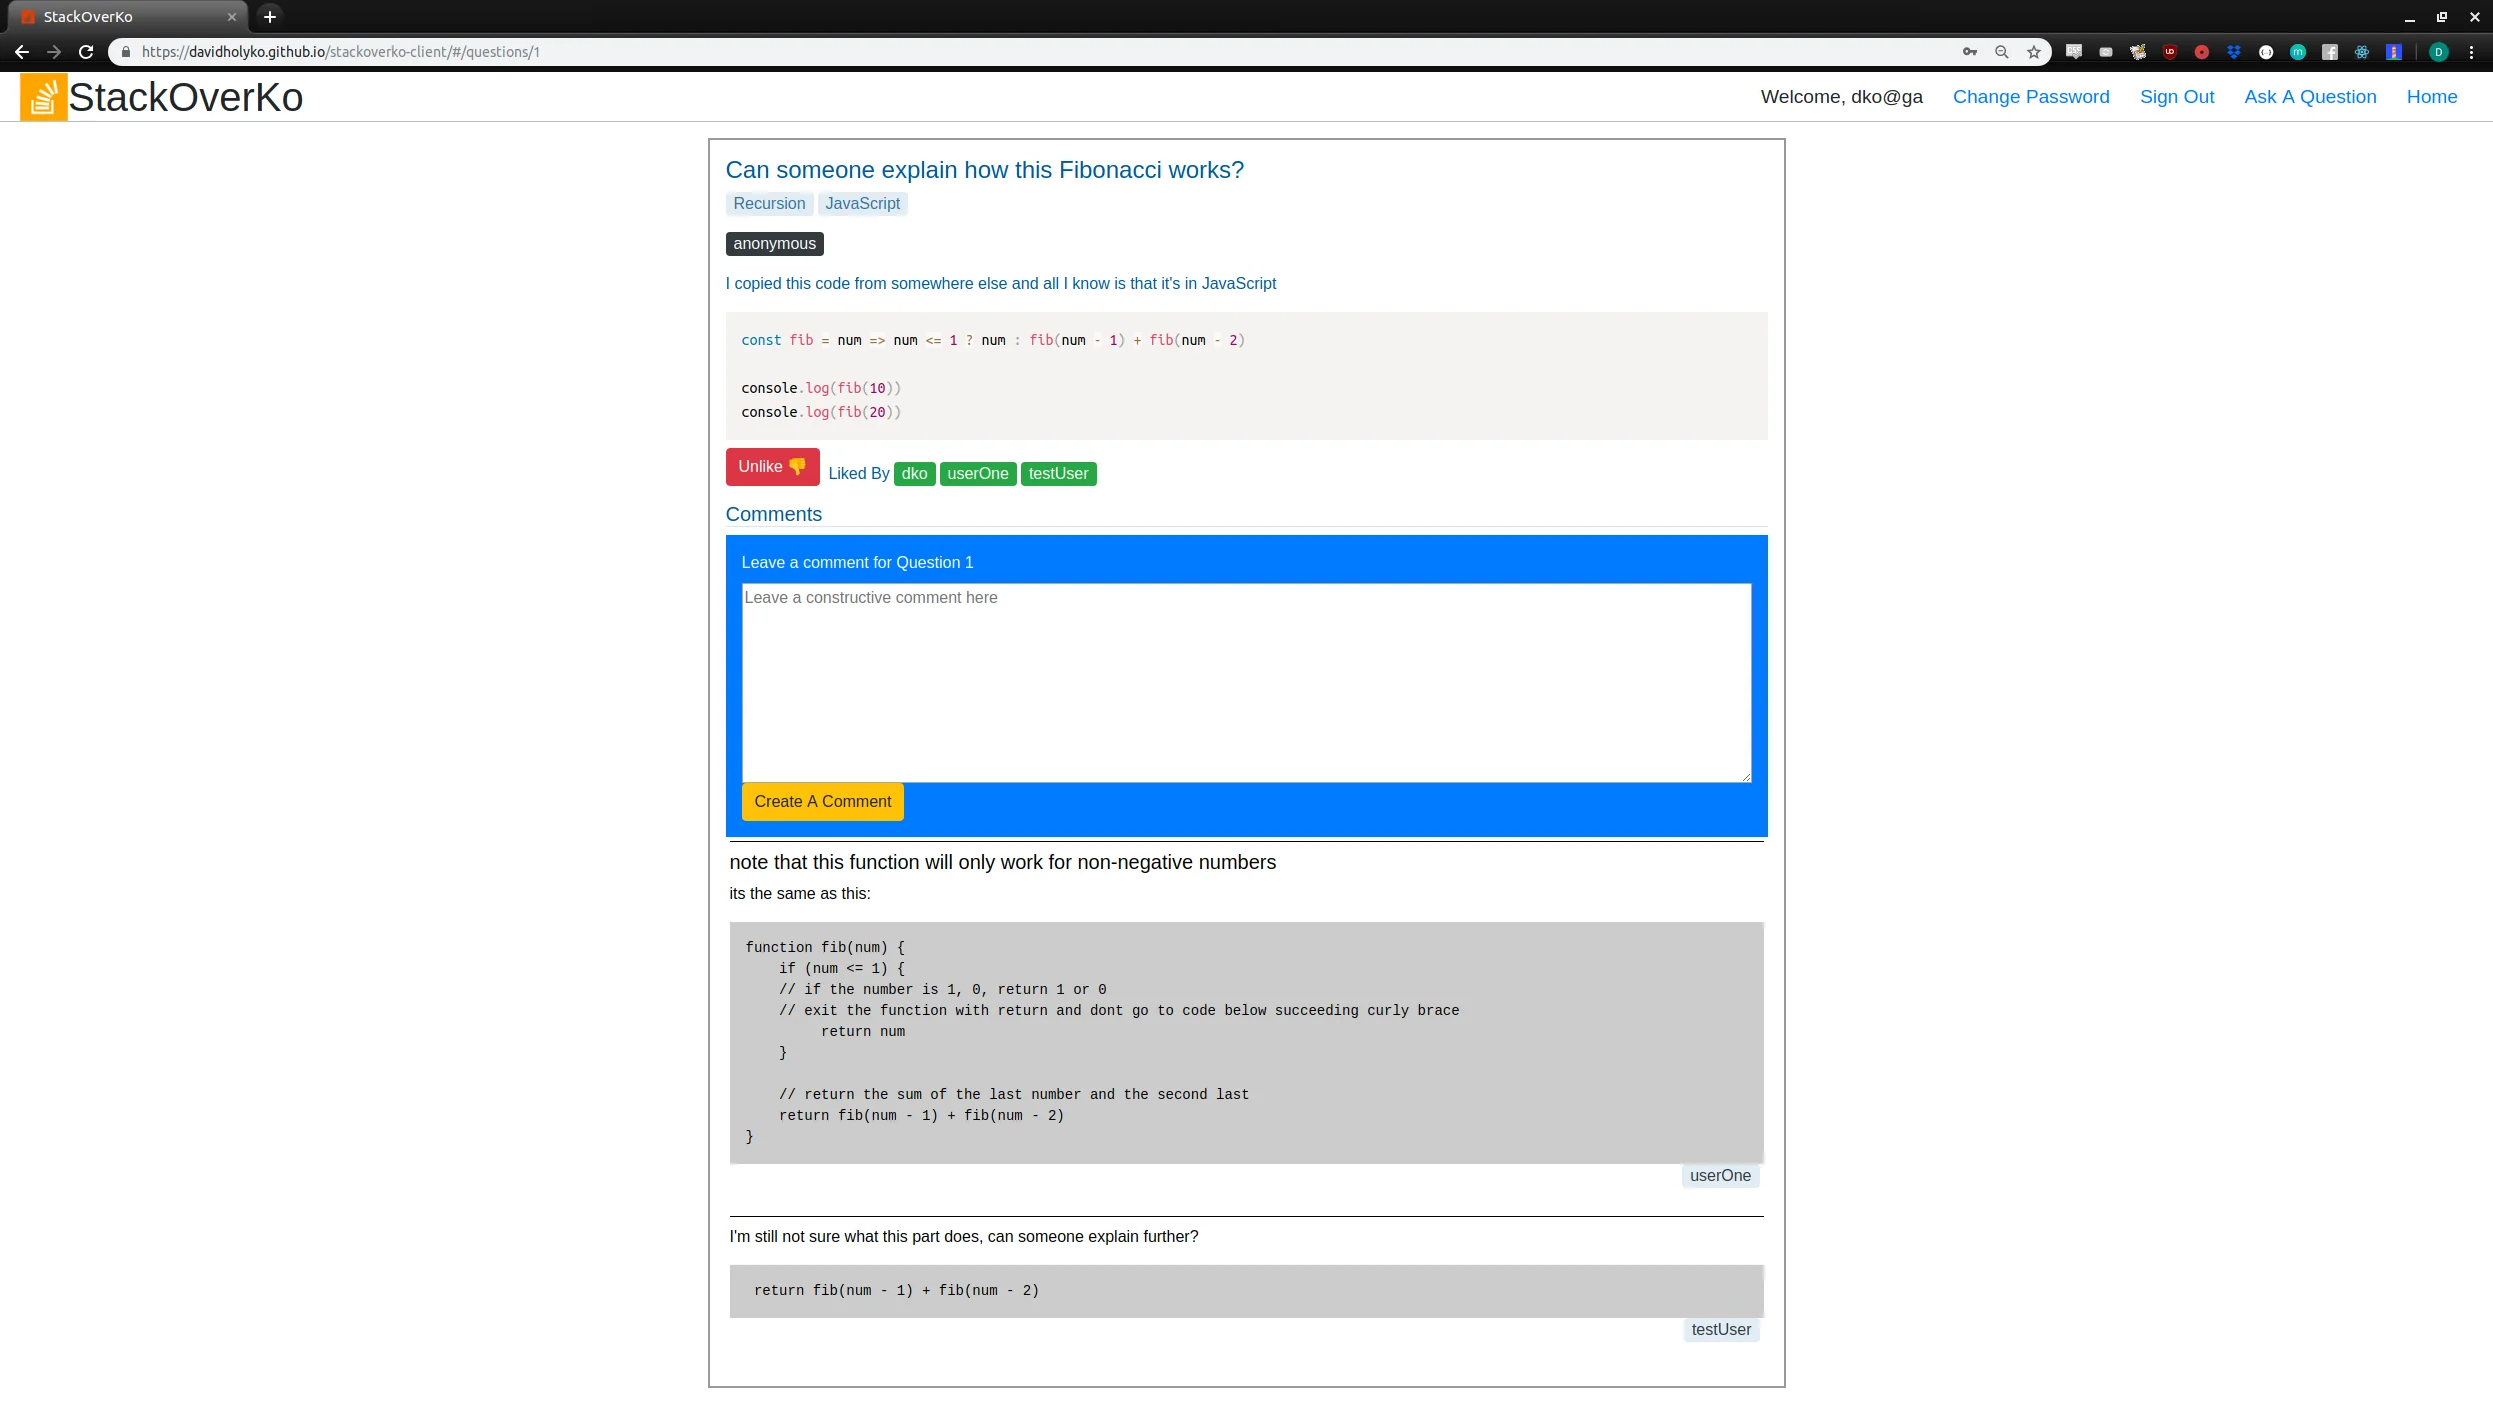 StackOverKo
https://davidholyko.github.io/stackoverko-client/#/questions/1
StackOverKo
Welcome, dko@ga Change Password Sign Out Ask A Question Home
Can someone explain how this Fibonacci works?
Recursion JavaScript
anonymous
I copied this code from somewhere else and all I know is that it's in JavaScript
const fib = num => num <= 1 ? num : fib(num - 1) + fib(num - 2)
console.log(fib(10))
console.log(fib(20))
Unlike 👎 Liked By dko userOne testUser
Comments
Leave a comment for Question 1
Leave a constructive comment here
Create A Comment
note that this function will only work for non-negative numbers
its the same as this:
function fib(num) {
    if (num <= 1) {
    // if the number is 1, 0, return 1 or 0
    // exit the function with return and dont go to code below succeeding curly brace
         return num
    }
    // return the sum of the last number and the second last
    return fib(num - 1) + fib(num - 2)
}
userOne
I'm still not sure what this part does, can someone explain further?
 return fib(num - 1) + fib(num - 2)
testUser